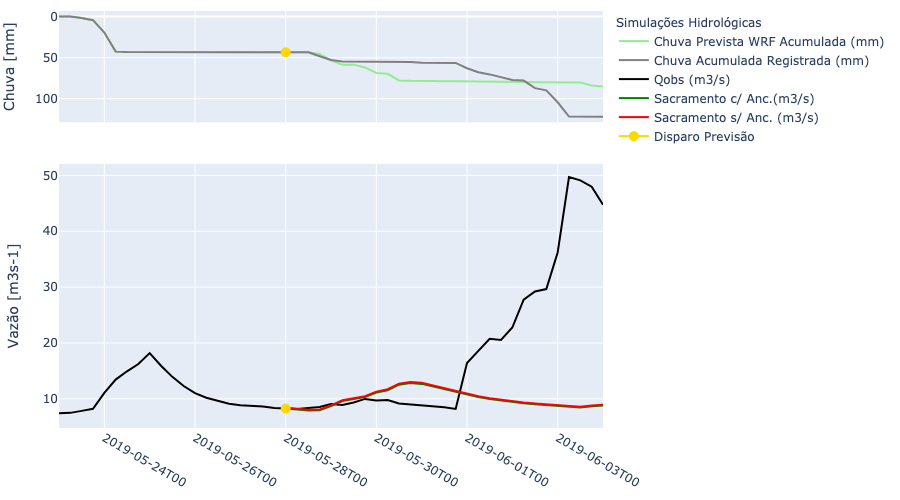 Simulações Hidrológicas
Chuva Prevista WRF Acumulada (mm)
Chuva Acumulada Registrada (mm)
Qobs (m3/s)
Sacramento c/ Anc.(m3/s)
Sacramento s/ Anc. (m3/s)
Disparo Previsão
Chuva [mm]
0
50
100
Vazão [m3s-1]
50
40
30
20
10
2019-05-24T00
2019-05-26T00
2019-05-28T00
2019-05-30T00
2019-06-01T00
2019-06-03T00